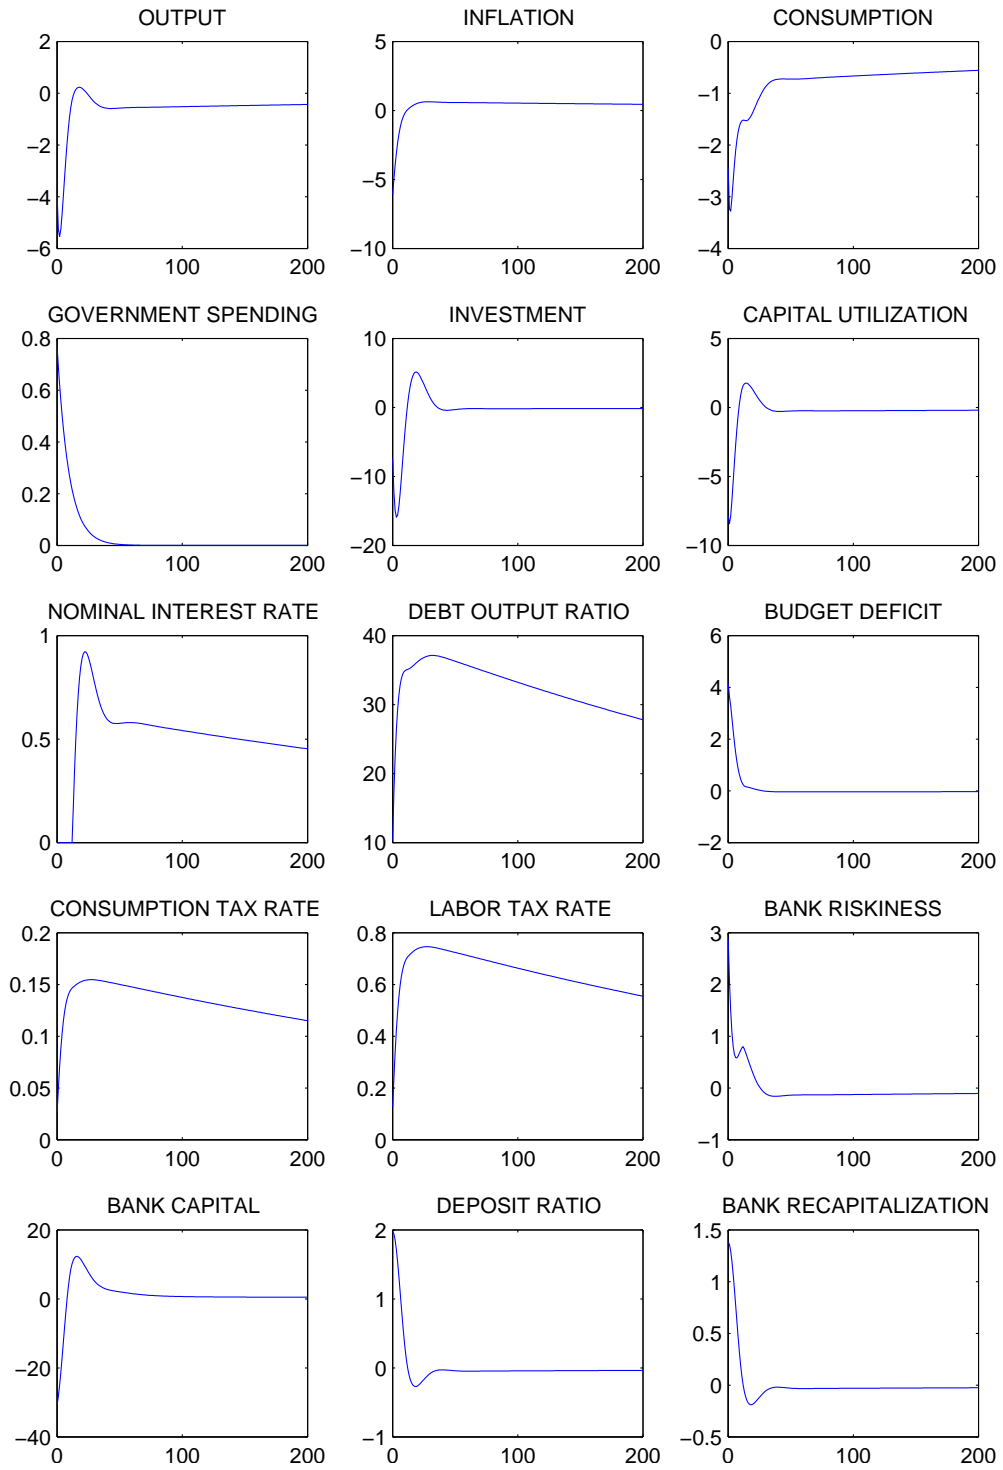 OUTPUT INFLATION CONSUMPTION
2 5 0
0 0 −1
−2 −2
−4 −5 −3
−6 −10 −4
0 100 200 0 100 200 0 100 200
GOVERNMENT SPENDING INVESTMENT CAPITAL UTILIZATION
0.8 10 5
0.6 0 0
0.4
0.2 −10 −5
0 −20 −10
0 100 200 0 100 200 0 100 200
NOMINAL INTEREST RATE DEBT OUTPUT RATIO BUDGET DEFICIT
1 40 6
30 4
0.5 2
20 0
0 10 −2
0 100 200 0 100 200 0 100 200
CONSUMPTION TAX RATE LABOR TAX RATE BANK RISKINESS
0.2 0.8 3
0.15 0.6 2
0.1 0.4 1
0.05 0.2 0
0 0 −1
0 100 200 0 100 200 0 100 200
BANK CAPITAL DEPOSIT RATIO BANK RECAPITALIZATION
20 2 1.5
0 1 1
0.5
−20 0 0
−40 −1 −0.5
0 100 200 0 100 200 0 100 200